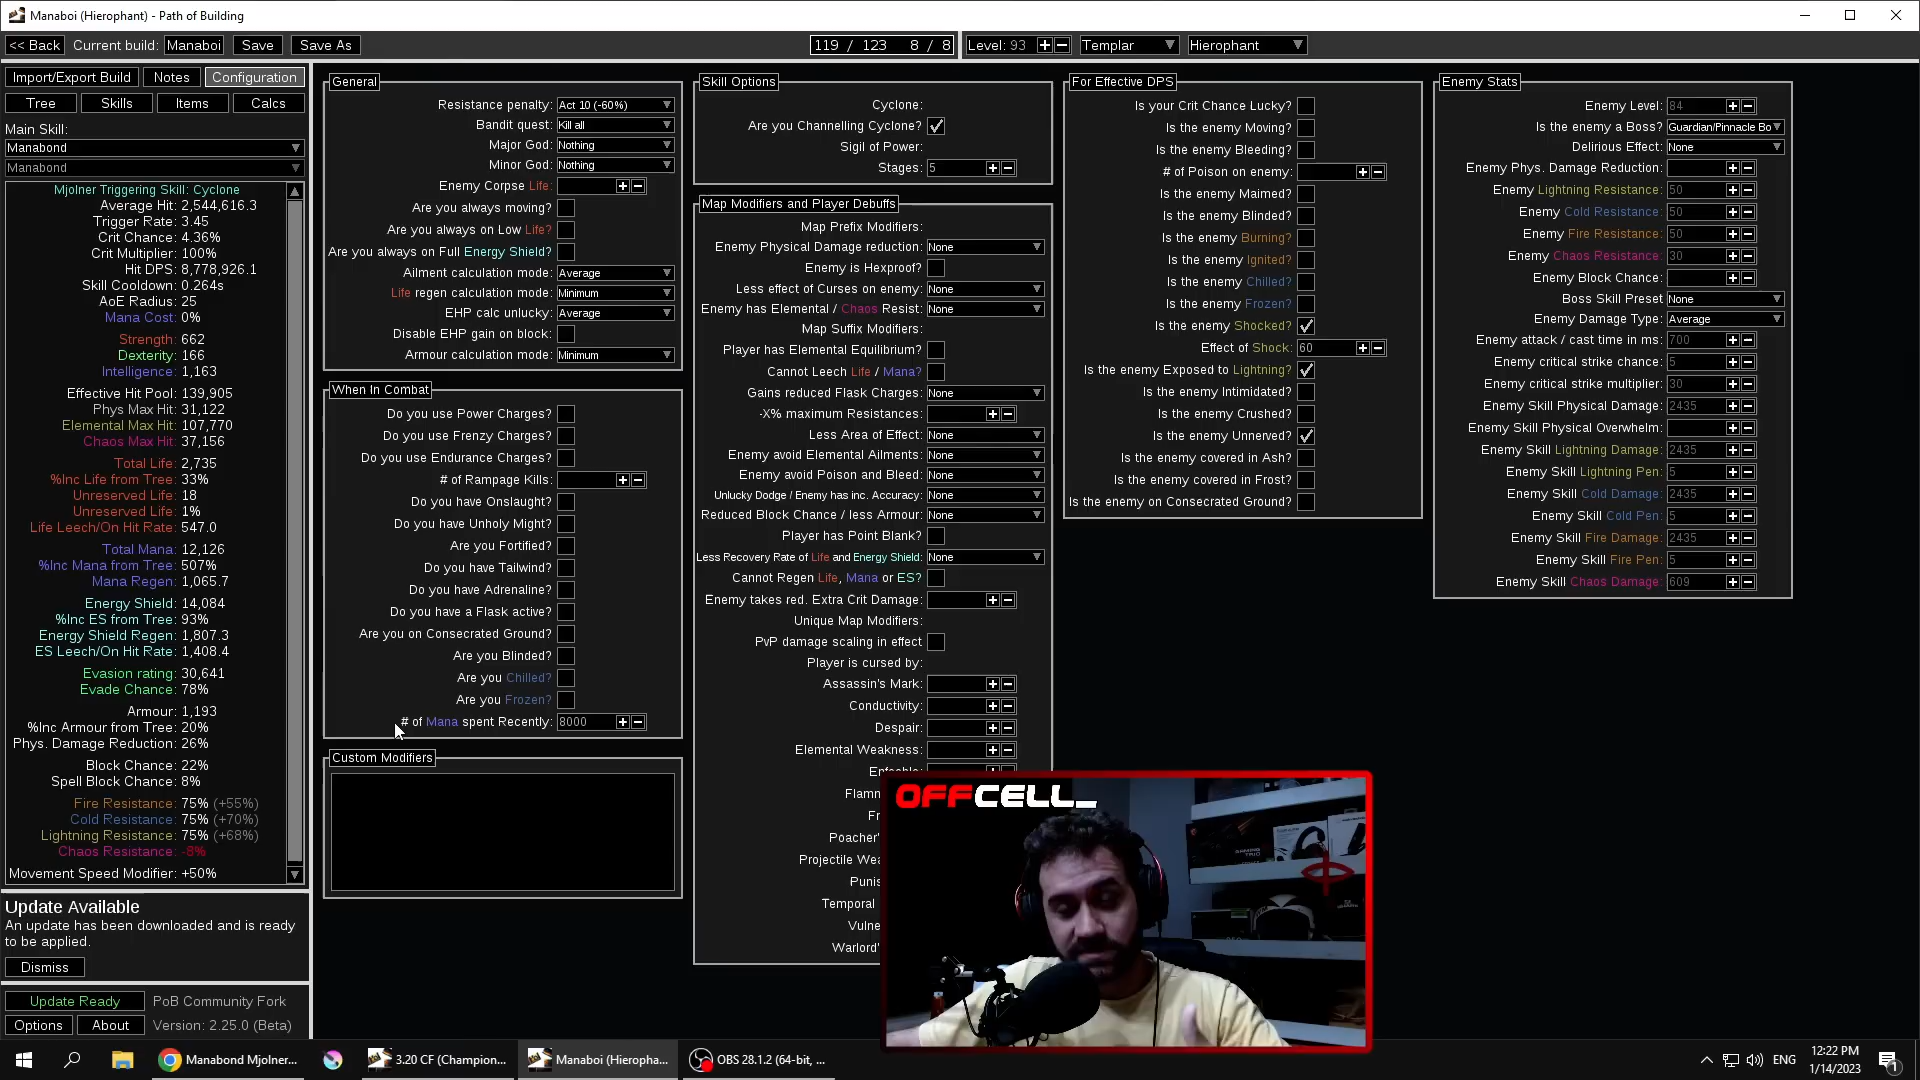 Manaboi (Hierophant) - Path of Building
<< Back Current build: Manaboi Save Save As
119 / 123 8 / 8 Level: 93 Templar Hierophant
Import/Export Build Notes Configuration
Tree Skills Items Calcs
Main Skill:
Manabond
Manabond
Mjolner Triggering Skill: Cyclone
Average Hit: 2,544,616.3
Trigger Rate: 3.45
Crit Chance: 4.36%
Crit Multiplier: 100%
Hit DPS: 8,778,926.1
Skill Cooldown: 0.264s
AoE Radius: 25
Mana Cost: 0%
Strength: 662
Dexterity: 166
Intelligence: 1,163
Effective Hit Pool: 139,905
Phys Max Hit: 31,122
Elemental Max Hit: 107,770
Chaos Max Hit: 37,156
Total Life: 2,735
%Inc Life from Tree: 33%
Unreserved Life: 18
Unreserved Life: 1%
Life Leech/On Hit Rate: 547.0
Total Mana: 12,126
%Inc Mana from Tree: 507%
Mana Regen: 1,065.7
Energy Shield: 14,084
%Inc ES from Tree: 93%
Energy Shield Regen: 1,807.3
ES Leech/On Hit Rate: 1,408.4
Evasion rating: 30,641
Evade Chance: 78%
Armour: 1,193
%Inc Armour from Tree: 20%
Phys. Damage Reduction: 26%
Block Chance: 22%
Spell Block Chance: 8%
Fire Resistance: 75% (+55%)
Cold Resistance: 75% (+70%)
Lightning Resistance: 75% (+68%)
Chaos Resistance: -8%
Movement Speed Modifier: +50%
Update Available
An update has been downloaded and is ready
to be applied.
Dismiss
Update Ready PoB Community Fork
Options About Version: 2.25.0 (Beta)
General
Resistance penalty: Act 10 (-60%)
Bandit quest: Kill all
Major God: Nothing
Minor God: Nothing
Enemy Corpse Life:
Are you always moving?
Are you always on Low Life?
Are you always on Full Energy Shield?
Ailment calculation mode: Average
Life regen calculation mode: Minimum
EHP calc unlucky: Average
Disable EHP gain on block:
Armour calculation mode: Minimum
When In Combat
Do you use Power Charges?
Do you use Frenzy Charges?
Do you use Endurance Charges?
# of Rampage Kills:
Do you have Onslaught?
Do you have Unholy Might?
Are you Fortified?
Do you have Tailwind?
Do you have Adrenaline?
Do you have a Flask active?
Are you on Consecrated Ground?
Are you Blinded?
Are you Chilled?
Are you Frozen?
# of Mana spent Recently: 8000
Custom Modifiers
Skill Options
Cyclone:
Are you Channelling Cyclone?
Sigil of Power:
Stages: 5
Map Modifiers and Player Debuffs
Map Prefix Modifiers:
Enemy Physical Damage reduction: None
Enemy is Hexproof?
Less effect of Curses on enemy: None
Enemy has Elemental / Chaos Resist: None
Map Suffix Modifiers:
Player has Elemental Equilibrium?
Cannot Leech Life / Mana?
Gains reduced Flask Charges: None
-X% maximum Resistances:
Less Area of Effect: None
Enemy avoid Elemental Ailments: None
Enemy avoid Poison and Bleed: None
Unlucky Dodge / Enemy has inc. Accuracy: None
Reduced Block Chance / less Armour: None
Player has Point Blank?
Less Recovery Rate of Life and Energy Shield: None
Cannot Regen Life, Mana or ES?
Enemy takes red. Extra Crit Damage:
Unique Map Modifiers:
PvP damage scaling in effect
Player is cursed by:
Assassin's Mark:
Conductivity:
Despair:
Elemental Weakness:
Enfeeble:
Flam
Fr
Poacher'
Projectile Wea
Punis
Temporal
Vulne
Warlord'
For Effective DPS
Is your Crit Chance Lucky?
Is the enemy Moving?
Is the enemy Bleeding?
# of Poison on enemy:
Is the enemy Maimed?
Is the enemy Blinded?
Is the enemy Burning?
Is the enemy Ignited?
Is the enemy Chilled?
Is the enemy Frozen?
Is the enemy Shocked?
Effect of Shock: 60
Is the enemy Exposed to Lightning?
Is the enemy Intimidated?
Is the enemy Crushed?
Is the enemy Unnerved?
Is the enemy covered in Ash?
Is the enemy covered in Frost?
Is the enemy on Consecrated Ground?
Enemy Stats
Enemy Level: 84
Is the enemy a Boss? Guardian/Pinnacle Bo
Delirious Effect: None
Enemy Phys. Damage Reduction:
Enemy Lightning Resistance: 50
Enemy Cold Resistance: 50
Enemy Fire Resistance: 50
Enemy Chaos Resistance: 30
Enemy Block Chance:
Boss Skill Preset None
Enemy Damage Type: Average
Enemy attack / cast time in ms: 700
Enemy critical strike chance: 5
Enemy critical strike multiplier: 30
Enemy Skill Physical Damage: 2435
Enemy Skill Physical Overwhelm:
Enemy Skill Lightning Damage: 2435
Enemy Skill Lightning Pen: 5
Enemy Skill Cold Damage: 2435
Enemy Skill Cold Pen: 5
Enemy Skill Fire Damage: 2435
Enemy Skill Fire Pen: 5
Enemy Skill Chaos Damage: 609
OFFCELL_
Manabond Mjolner... 3.20 CF (Champion... Manaboi (Hieropha... OBS 28.1.2 (64-bit, ...
ENG 12:22 PM
1/14/2023
1